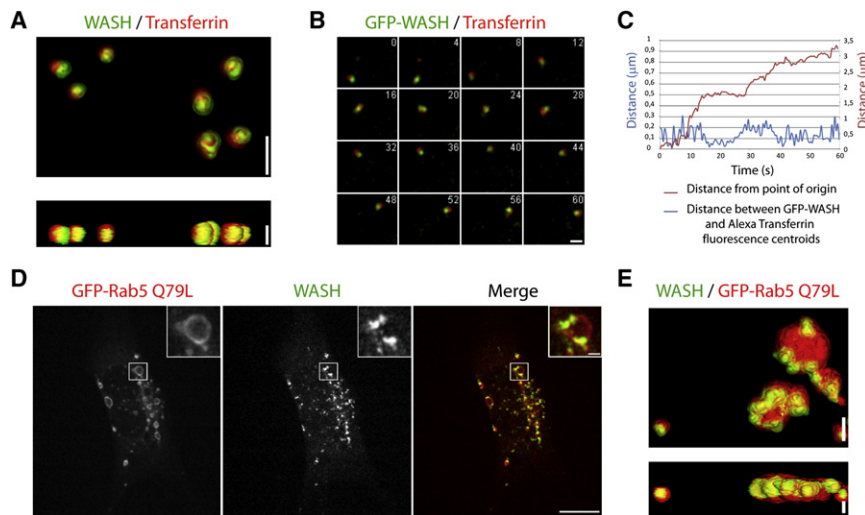 A
WASH / Transferrin
B
GFP-WASH / Transferrin
0
4
8
12
16
20
24
28
32
36
40
44
48
52
56
60
C
Distance (μm)
1
0,9
0,8
0,7
0,6
0,5
0,4
0,3
0,2
0,1
0
3,5
3
2,5
2
1,5
1
0,5
0
Distance (μm)
0 10 20 30 40 50 60
Time (s)
Distance from point of origin
Distance between GFP-WASH
and Alexa Transferrin
fluorescence centroids
D
GFP-Rab5 Q79L
WASH
Merge
E
WASH / GFP-Rab5 Q79L